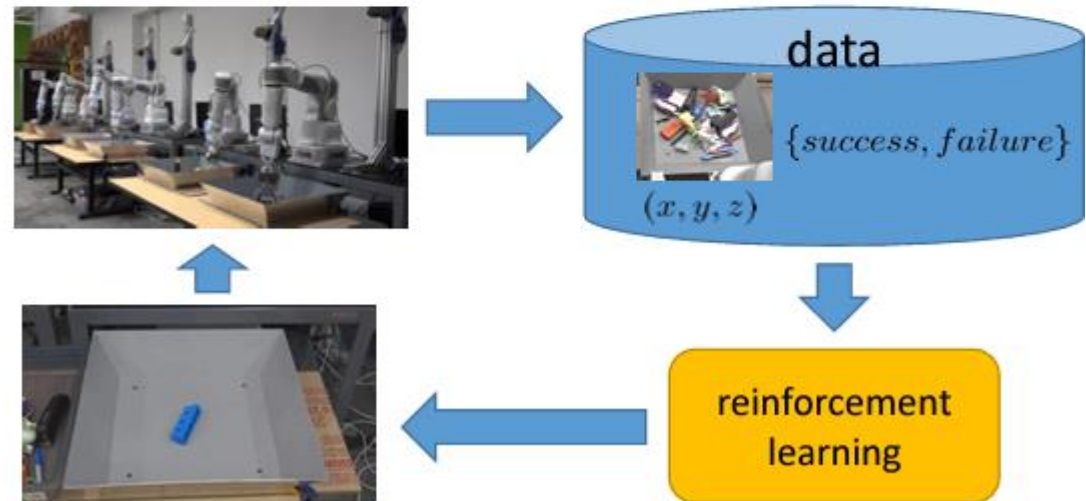 data
{success, failure}
(x, y, z)
reinforcement
learning